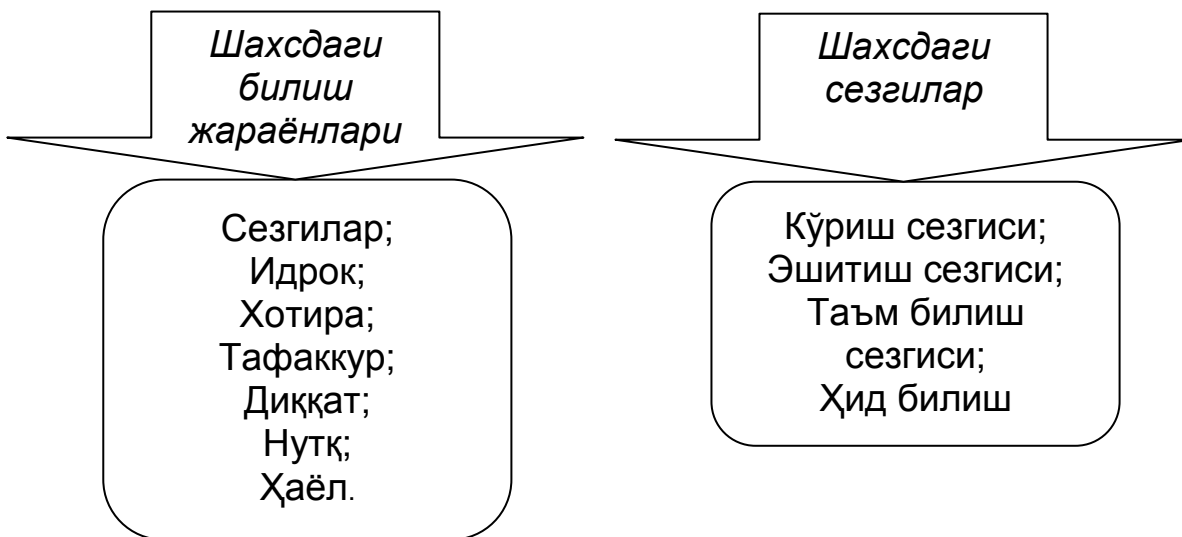 Шахсдаги
билиш
жараёнлари
Сезгилар;
Идрок;
Хотира;
Тафаккур;
Диққат;
Нутқ;
Ҳаёл.
Шахсдаги
сезгилар
Кўриш сезгиси;
Эшитиш сезгиси;
Таъм билиш
сезгиси;
Ҳид билиш